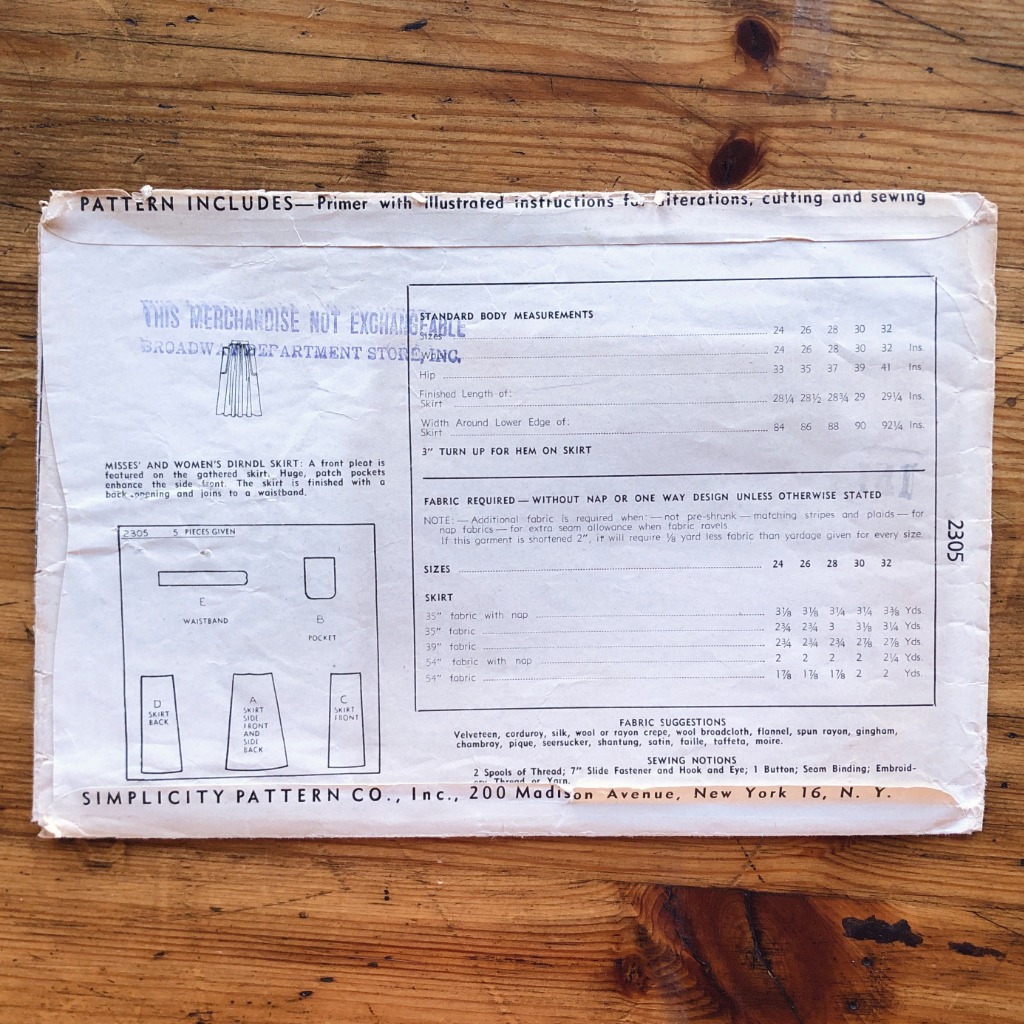 PATTERN INCLUDES—Primer with illustrated instructions alterations, cutting and sewing
THIS MERCHANDISE NOT EXCHANGEABLE
BROADWAY DEPARTMENT STORE, INC.
MISSES' AND WOMEN'S DIRNDL SKIRT: A front pleat is
featured on the gathered skirt. Huge, patch pockets
enhance the side front. The skirt is finished with a
back opening and joins to a waistband.
2305 5 PIECES GIVEN
E
WAISTBAND
B
POCKET
D
SKIRT
BACK
A
SKIRT
SIDE
FRONT
AND
SIDE
BACK
C
SKIRT
FRONT
STANDARD BODY MEASUREMENTS
Sizes 24 26 28 30 32
24 26 28 30 32 Ins.
Hip 33 35 37 39 41 Ins.
Finished Length of:
Skirt 28¼ 28½ 28¾ 29 29¼ Ins.
Width Around Lower Edge of:
Skirt 84 86 88 90 92¼ Ins.
3" TURN UP FOR HEM ON SKIRT
FABRIC REQUIRED — WITHOUT NAP OR ONE WAY DESIGN UNLESS OTHERWISE STATED
NOTE: — Additional fabric is required when: — not pre-shrunk — matching stripes and plaids — for
nap fabrics — for extra seam allowance when fabric ravels
If this garment is shortened 2", it will require ⅛ yard less fabric than yardage given for every size.
SIZES 24 26 28 30 32
SKIRT
35" fabric with nap 3⅛ 3⅛ 3¼ 3¼ 3⅜ Yds.
35" fabric 2¾ 2¾ 3 3⅛ 3¼ Yds.
39" fabric 2¾ 2¾ 2¾ 2⅞ 2⅞ Yds.
54" fabric with nap 2 2 2 2 2¼ Yds.
54" fabric 1⅞ 1⅞ 1⅞ 2 2 Yds.
2305
FABRIC SUGGESTIONS
Velveteen, corduroy, silk, wool or rayon crepe, wool broadcloth, flannel, spun rayon, gingham,
chambray, pique, seersucker, shantung, satin, faille, taffeta, moire.
SEWING NOTIONS
2 Spools of Thread; 7" Slide Fastener and Hook and Eye; 1 Button; Seam Binding; Embroid-
ery Thread or Yarn.
SIMPLICITY PATTERN CO., Inc., 200 Madison Avenue, New York 16, N. Y.